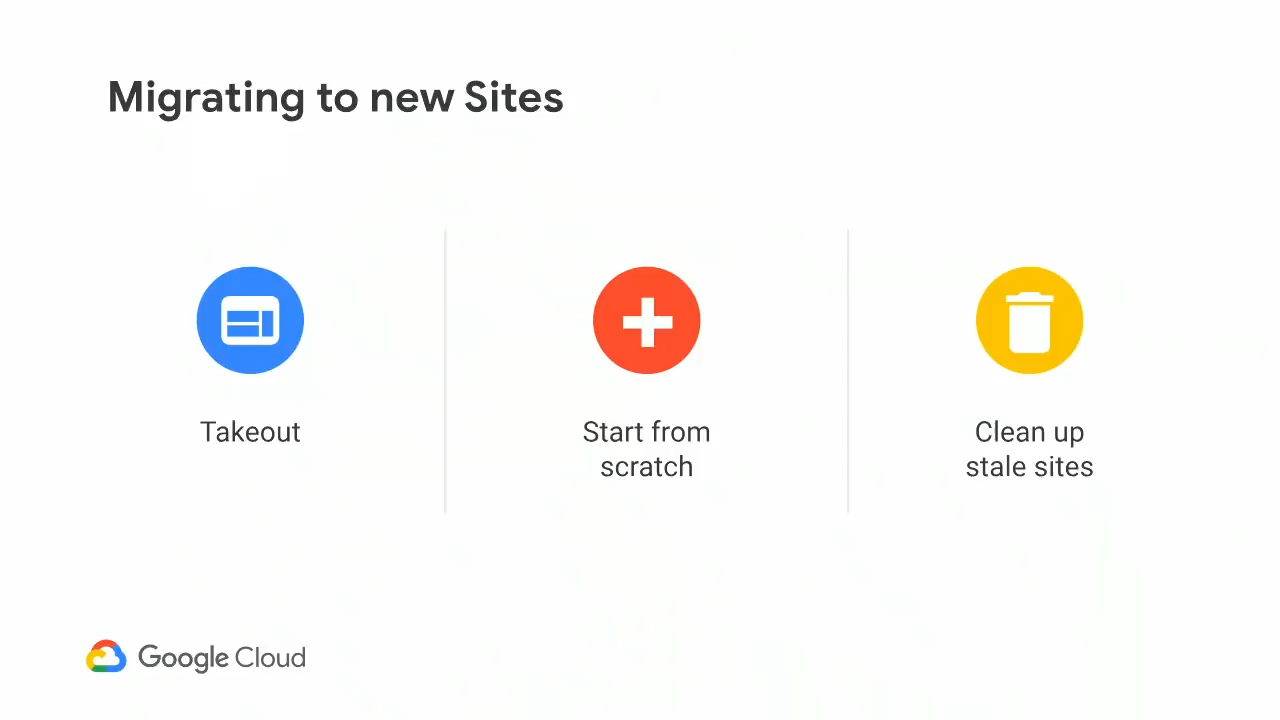 Migrating to new Sites
Takeout
Start from
scratch
Clean up
stale sites
Google Cloud